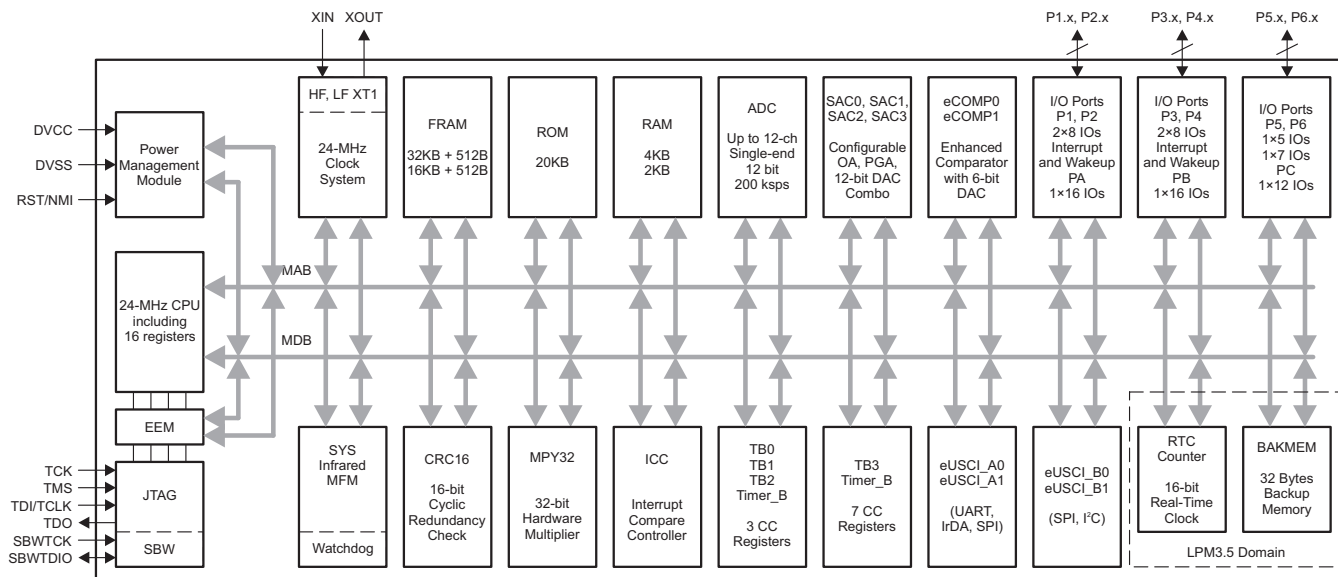 XIN XOUT P1.x, P2.x P3.x, P4.x P5.x, P6.x
DVCC
DVSS
RST/NMI
Power
Management
Module
HF, LF XT1
24-MHz
Clock
System
FRAM
32KB + 512B
16KB + 512B
ROM
20KB
RAM
4KB
2KB
ADC
Up to 12-ch
Single-end
12 bit
200 ksps
SAC0, SAC1,
SAC2, SAC3
Configurable
OA, PGA,
12-bit DAC
Combo
eCOMP0
eCOMP1
Enhanced
Comparator
with 6-bit
DAC
I/O Ports
P1, P2
2×8 IOs
Interrupt
and Wakeup
PA
1×16 IOs
I/O Ports
P3, P4
2×8 IOs
Interrupt
and Wakeup
PB
1×16 IOs
I/O Ports
P5, P6
1×5 IOs
1×7 IOs
PC
1×12 IOs
MAB
24-MHz CPU
including
16 registers
MDB
EEM
TCK
TMS
TDI/TCLK
TDO
SBWTCK
SBWTDIO
JTAG
SBW
SYS
Infrared
MFM
Watchdog
CRC16
16-bit
Cyclic
Redundancy
Check
MPY32
32-bit
Hardware
Multiplier
ICC
Interrupt
Compare
Controller
TB0
TB1
TB2
Timer_B
3 CC
Registers
TB3
Timer_B
7 CC
Registers
eUSCI_A0
eUSCI_A1
(UART,
IrDA, SPI)
eUSCI_B0
eUSCI_B1
(SPI, I²C)
RTC
Counter
16-bit
Real-Time
Clock
BAKMEM
32 Bytes
Backup
Memory
LPM3.5 Domain